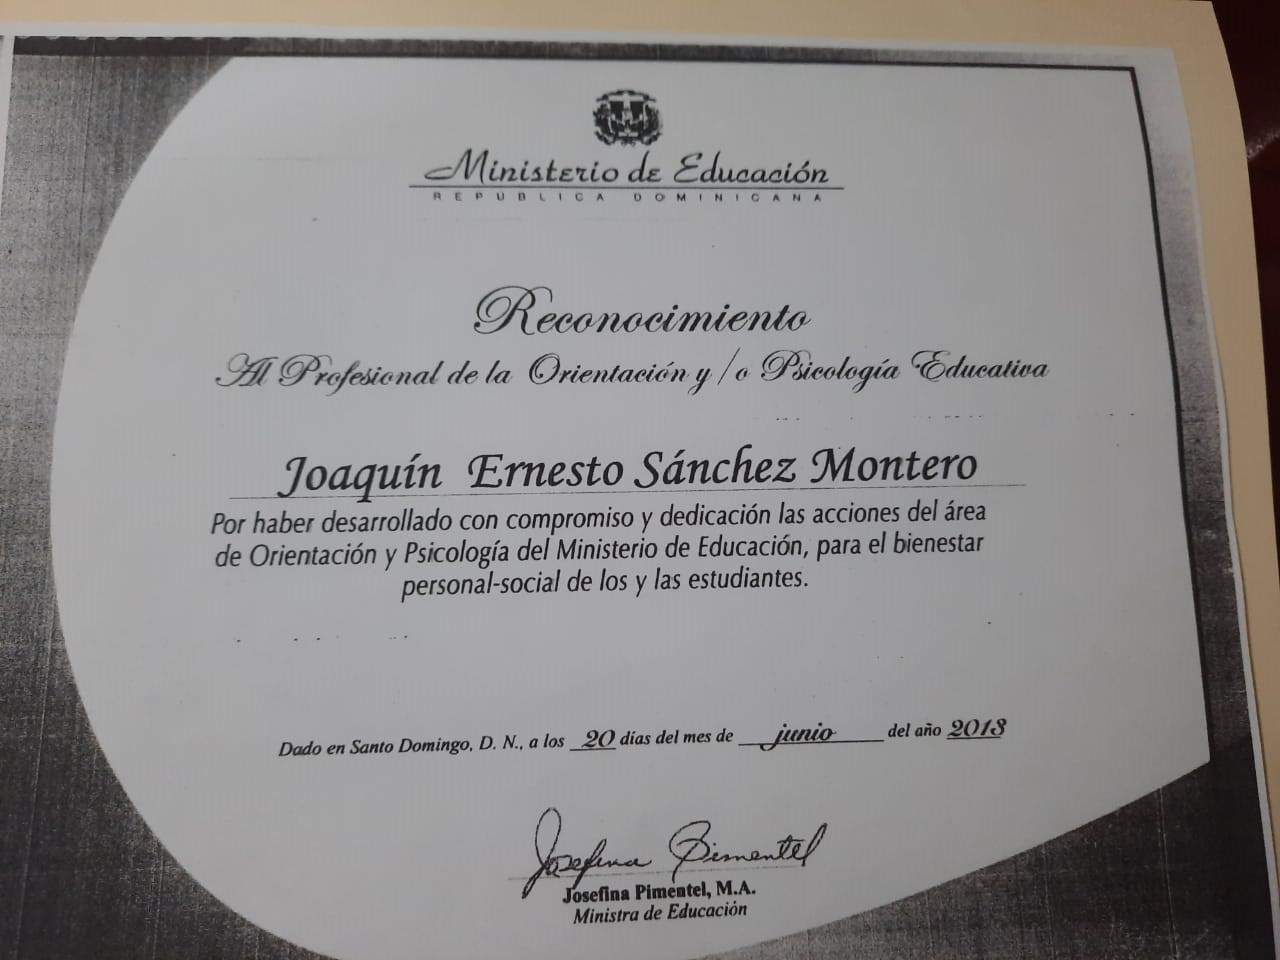 Ministerio de Educación
REPUBLICA DOMINICANA
Reconocimiento
Al Profesional de la Orientación y/o Psicología Educativa
Joaquín Ernesto Sánchez Montero
Por haber desarrollado con compromiso y dedicación las acciones del área
de Orientación y Psicología del Ministerio de Educación, para el bienestar
personal-social de los y las estudiantes.
Dado en Santo Domingo, D. N., a los 20 días del mes de junio del año 2013
Josefina Pimentel
Josefina Pimentel, M.A.
Ministra de Educación